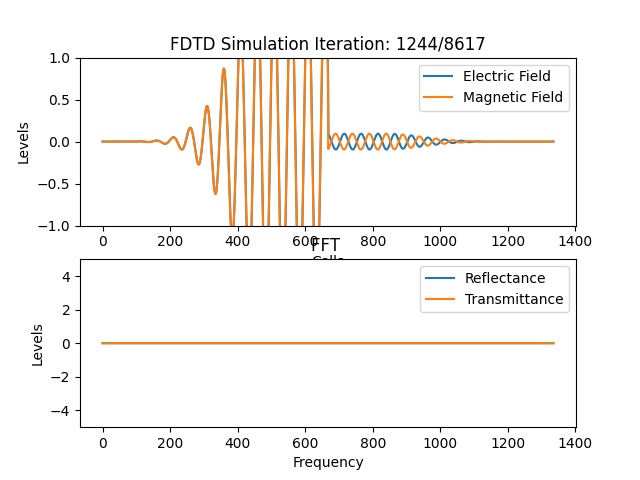 FDTD Simulation Iteration: 1244/8617
1.0
0.5
0.0
−0.5
−1.0
Levels
Electric Field
Magnetic Field
0 200 400 600 800 1000 1200 1400
Cells
FFT
4
2
0
−2
−4
Levels
Reflectance
Transmittance
0 200 400 600 800 1000 1200 1400
Frequency